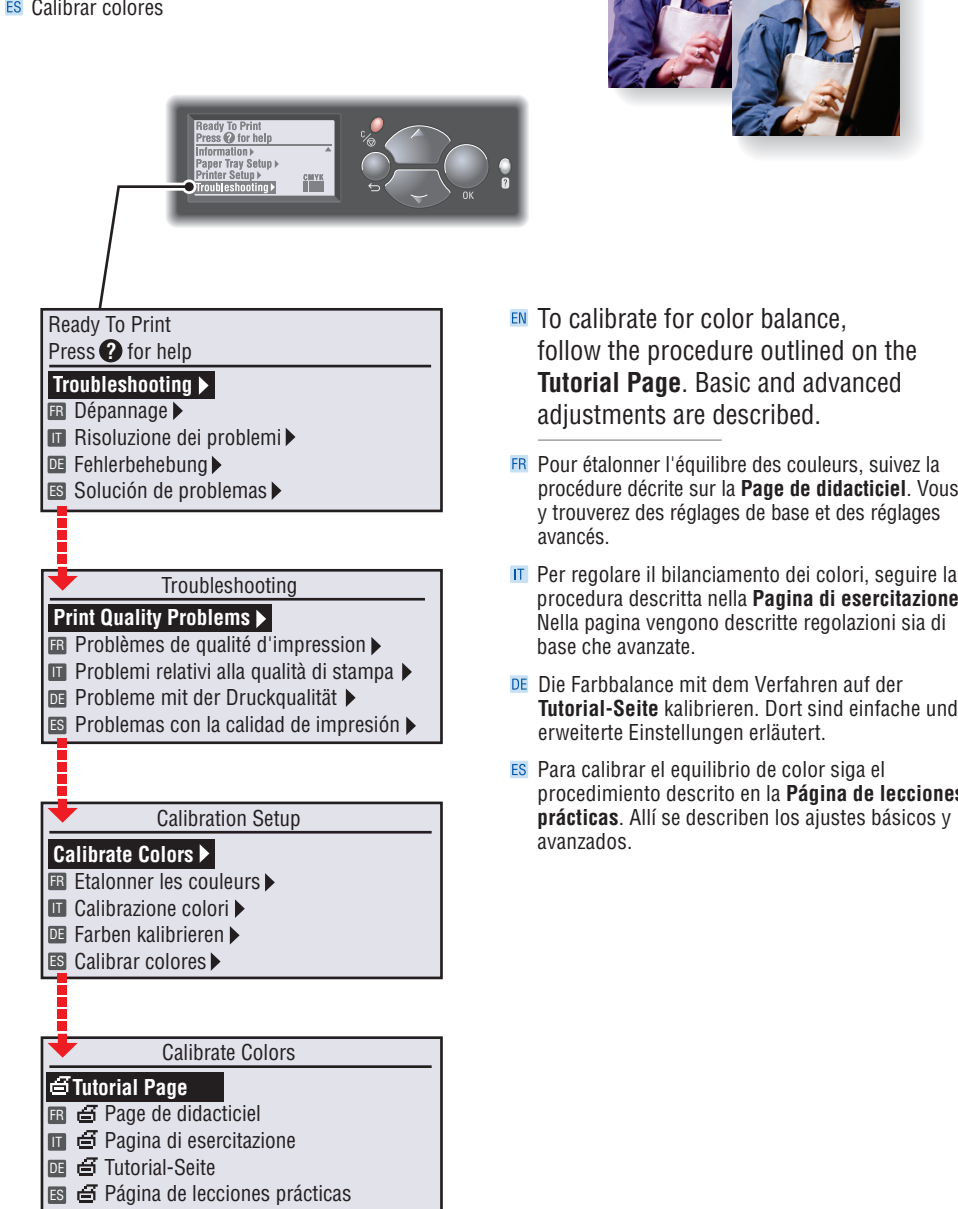 ES Calibrar colores
Ready To Print
Press ? for help
Information
Paper Tray Setup
Printer Setup
Troubleshooting
CMYK
C/
OK
?
Ready To Print
Press ? for help
Troubleshooting
FR Dépannage
IT Risoluzione dei problemi
DE Fehlerbehebung
ES Solución de problemas
Troubleshooting
Print Quality Problems
FR Problèmes de qualité d'impression
IT Problemi relativi alla qualità di stampa
DE Probleme mit der Druckqualität
ES Problemas con la calidad de impresión
Calibration Setup
Calibrate Colors
FR Etalonner les couleurs
IT Calibrazione colori
DE Farben kalibrieren
ES Calibrar colores
Calibrate Colors
Tutorial Page
FR Page de didacticiel
IT Pagina di esercitazione
DE Tutorial-Seite
ES Página de lecciones prácticas
EN To calibrate for color balance,
follow the procedure outlined on the
Tutorial Page. Basic and advanced
adjustments are described.
FR Pour étalonner l'équilibre des couleurs, suivez la
procédure décrite sur la Page de didacticiel. Vous
y trouverez des réglages de base et des réglages
avancés.
IT Per regolare il bilanciamento dei colori, seguire la
procedura descritta nella Pagina di esercitazione
Nella pagina vengono descritte regolazioni sia di
base che avanzate.
DE Die Farbbalance mit dem Verfahren auf der
Tutorial-Seite kalibrieren. Dort sind einfache und
erweiterte Einstellungen erläutert.
ES Para calibrar el equilibrio de color siga el
procedimiento descrito en la Página de lecciones
prácticas. Allí se describen los ajustes básicos y
avanzados.